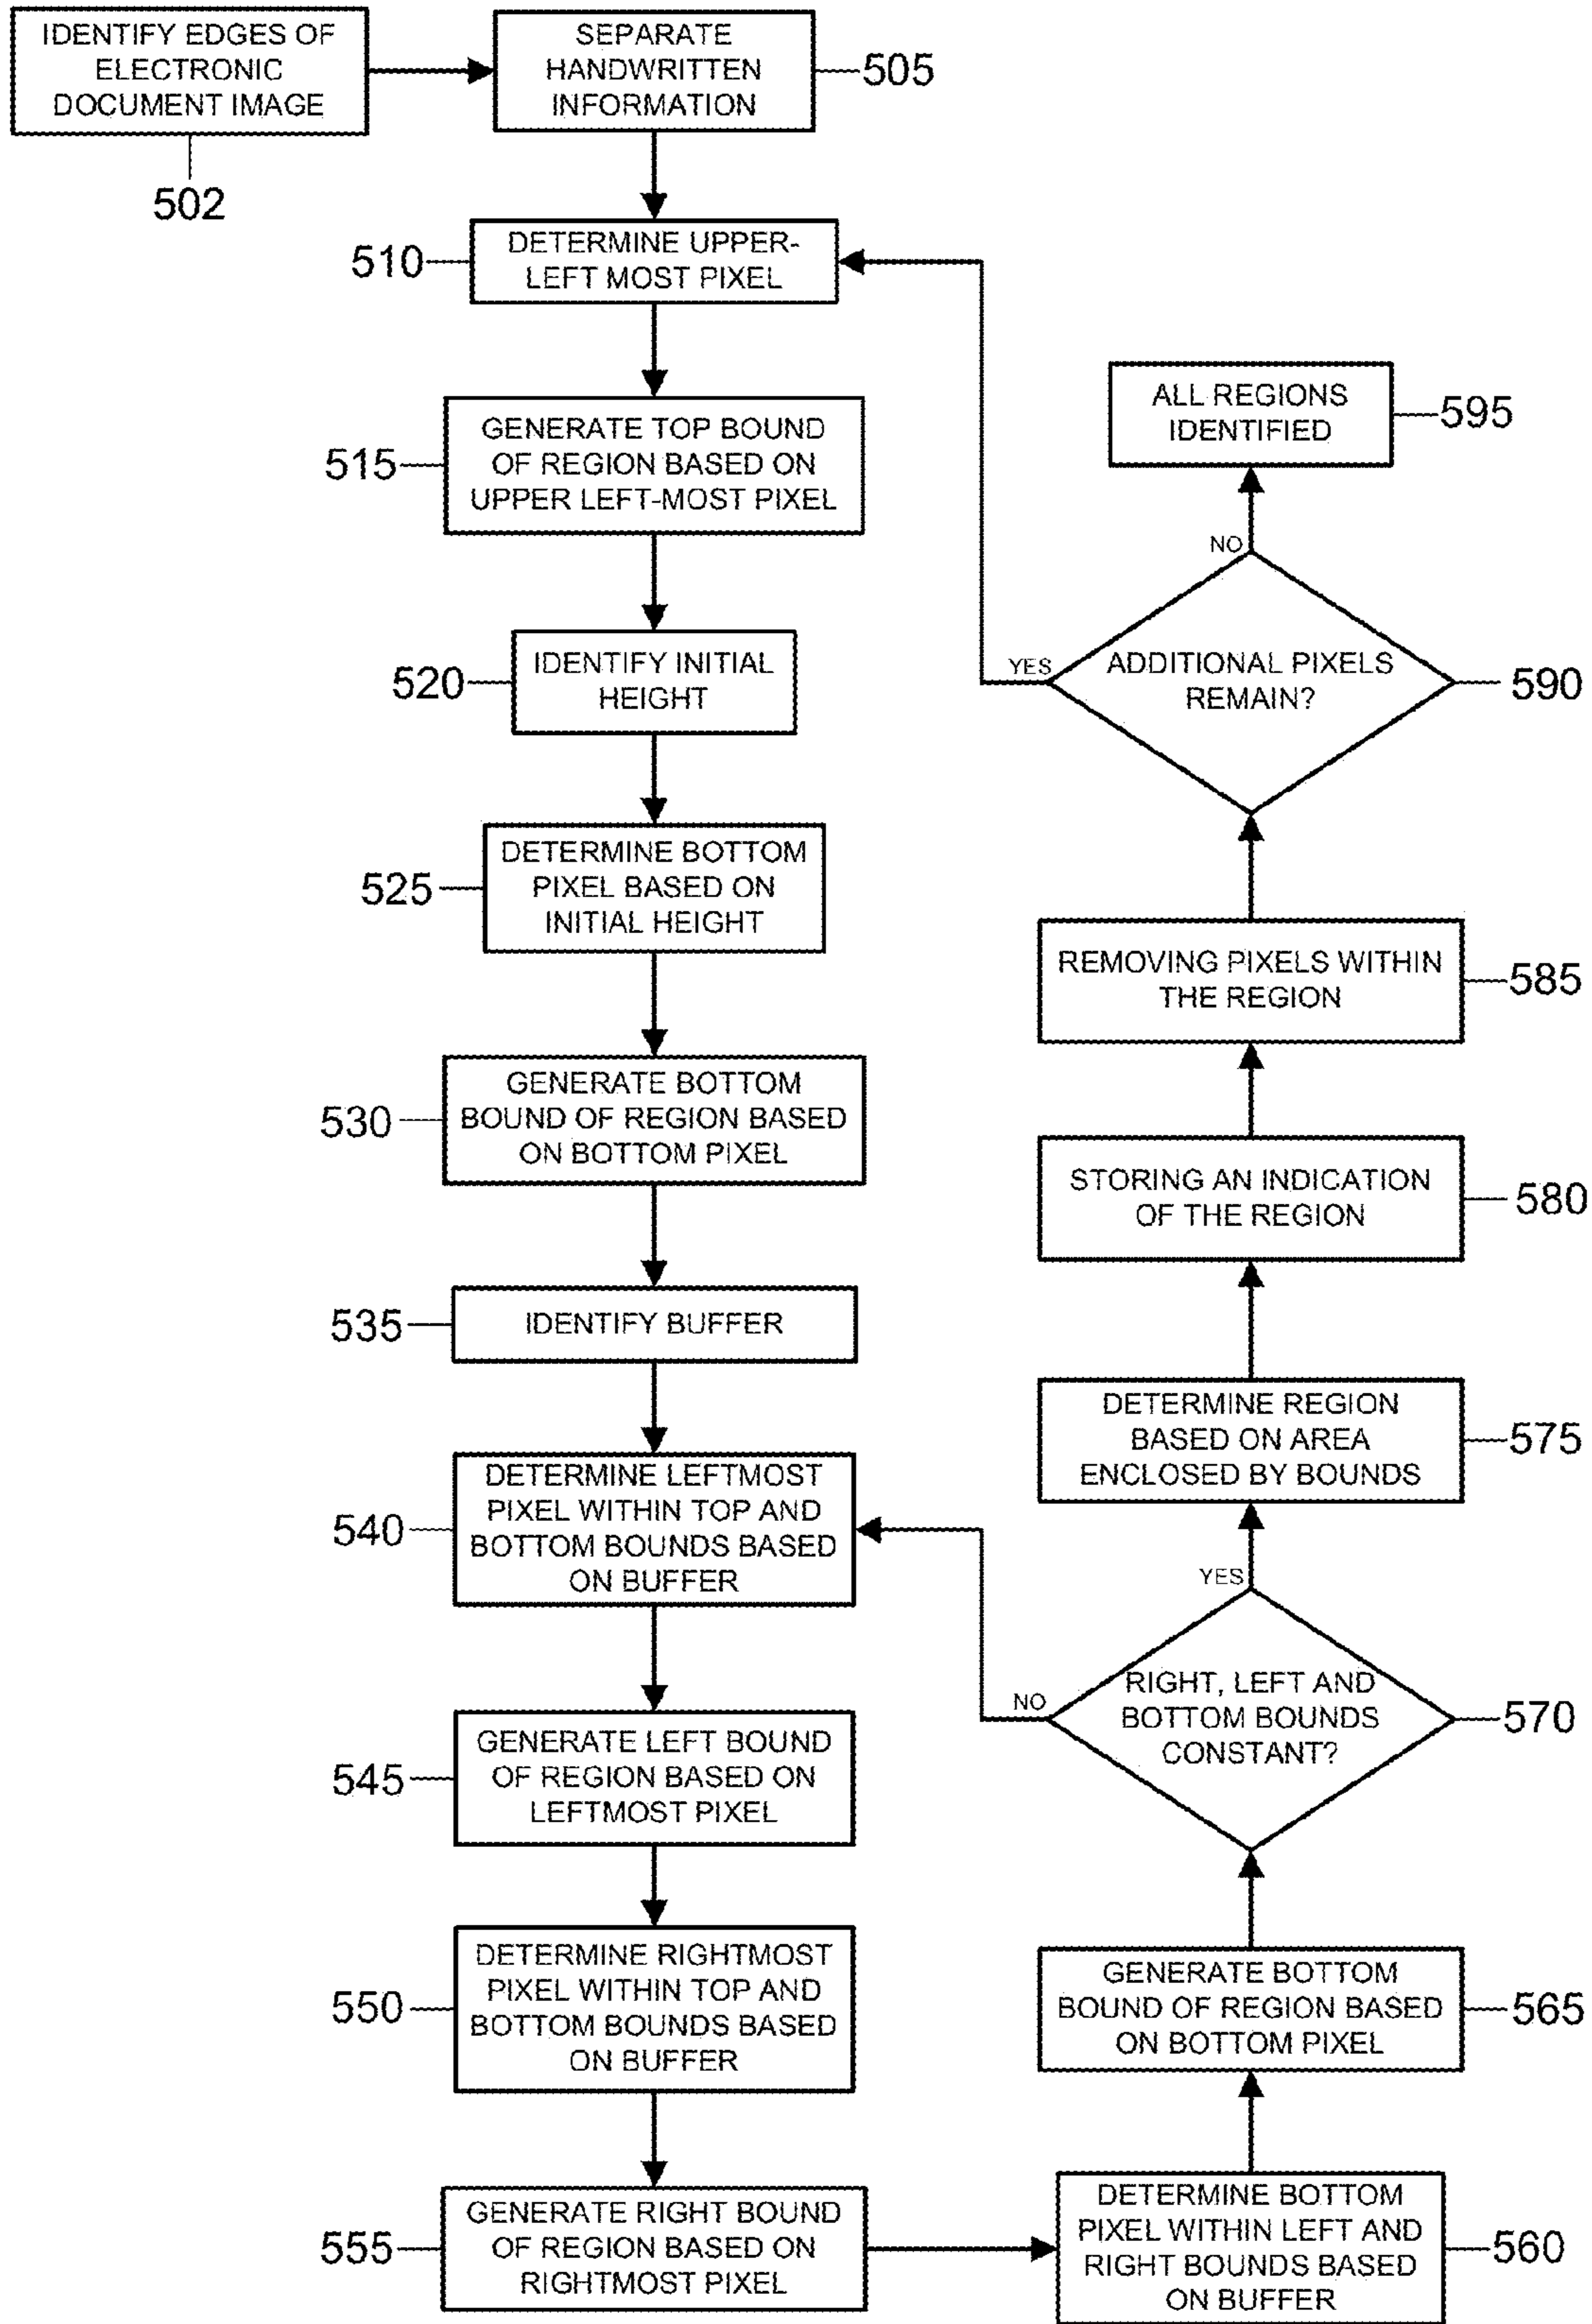 IDENTIFY EDGES OF
ELECTRONIC
DOCUMENT IMAGE
502
SEPARATE
HANDWRITTEN
INFORMATION
505
DETERMINE UPPER-
LEFT MOST PIXEL
510
GENERATE TOP BOUND
OF REGION BASED ON
UPPER LEFT-MOST PIXEL
515
IDENTIFY INITIAL
HEIGHT
520
DETERMINE BOTTOM
PIXEL BASED ON
INITIAL HEIGHT
525
GENERATE BOTTOM
BOUND OF REGION BASED
ON BOTTOM PIXEL
530
IDENTIFY BUFFER
535
DETERMINE LEFTMOST
PIXEL WITHIN TOP AND
BOTTOM BOUNDS BASED
ON BUFFER
540
GENERATE LEFT BOUND
OF REGION BASED ON
LEFTMOST PIXEL
545
DETERMINE RIGHTMOST
PIXEL WITHIN TOP AND
BOTTOM BOUNDS BASED
ON BUFFER
550
GENERATE RIGHT BOUND
OF REGION BASED ON
RIGHTMOST PIXEL
555
DETERMINE BOTTOM
PIXEL WITHIN LEFT AND
RIGHT BOUNDS BASED
ON BUFFER
560
GENERATE BOTTOM
BOUND OF REGION BASED
ON BOTTOM PIXEL
565
RIGHT, LEFT AND
BOTTOM BOUNDS
CONSTANT?
570
NO
YES
DETERMINE REGION
BASED ON AREA
ENCLOSED BY BOUNDS
575
STORING AN INDICATION
OF THE REGION
580
REMOVING PIXELS WITHIN
THE REGION
585
ADDITIONAL PIXELS
REMAIN?
590
YES
NO
ALL REGIONS
IDENTIFIED
595